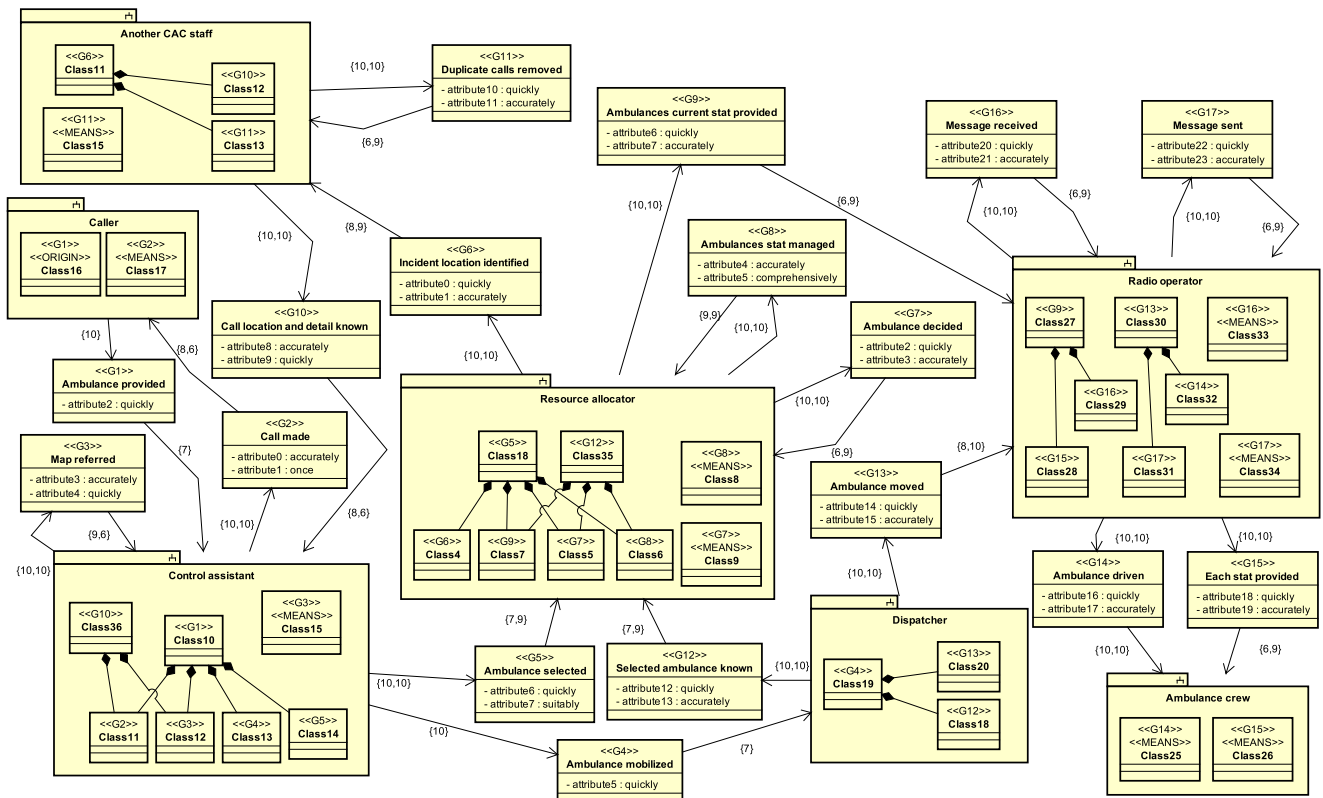 Another CAC staff
<<G6>>
Class11
<<G10>>
Class12
<<G11>>
<<MEANS>>
Class15
<<G11>>
Class13
{10,10}
<<G11>>
Duplicate calls removed
- attribute10 : quickly
- attribute11 : accurately
{6,9}
<<G9>>
Ambulances current stat provided
- attribute6 : quickly
- attribute7 : accurately
<<G16>>
Message received
- attribute20 : quickly
- attribute21 : accurately
<<G17>>
Message sent
- attribute22 : quickly
- attribute23 : accurately
{10,10}
{6,9}
{6,9}
{10,10}
{10,10}
{6,9}
Caller
<<G1>>
<<ORIGIN>>
Class16
<<G2>>
<<MEANS>>
Class17
{10,10}
{8,9}
<<G6>>
Incident location identified
- attribute0 : quickly
- attribute1 : accurately
<<G8>>
Ambulances stat managed
- attribute4 : accurately
- attribute5 : comprehensively
{9,9}
{10,10}
<<G7>>
Ambulance decided
- attribute2 : quickly
- attribute3 : accurately
Radio operator
<<G9>>
Class27
<<G13>>
Class30
<<G16>>
<<MEANS>>
Class33
<<G16>>
Class29
<<G14>>
Class32
<<G15>>
Class28
<<G17>>
Class31
<<G17>>
<<MEANS>>
Class34
{10}
{8,6}
<<G10>>
Call location and detail known
- attribute8 : accurately
- attribute9 : quickly
{10,10}
<<G1>>
Ambulance provided
- attribute2 : quickly
<<G2>>
Call made
- attribute0 : accurately
- attribute1 : once
{7}
<<G3>>
Map referred
- attribute3 : accurately
- attribute4 : quickly
{9,6}
{10,10}
{8,6}
{10,10}
Resource allocator
<<G5>>
Class18
<<G12>>
Class35
<<G8>>
<<MEANS>>
Class8
<<G6>>
Class4
<<G9>>
Class7
<<G7>>
Class5
<<G8>>
Class6
<<G7>>
<<MEANS>>
Class9
{10,10}
{6,9}
<<G13>>
Ambulance moved
- attribute14 : quickly
- attribute15 : accurately
{8,10}
{10,10}
Control assistant
<<G10>>
Class36
<<G1>>
Class10
<<G3>>
<<MEANS>>
Class15
<<G2>>
Class11
<<G3>>
Class12
<<G4>>
Class13
<<G5>>
Class14
{7,9}
{7,9}
{10,10}
<<G5>>
Ambulance selected
- attribute6 : quickly
- attribute7 : suitably
<<G12>>
Selected ambulance known
- attribute12 : quickly
- attribute13 : accurately
{10,10}
{10}
<<G4>>
Ambulance mobilized
- attribute5 : quickly
{7}
Dispatcher
<<G4>>
Class19
<<G13>>
Class20
<<G12>>
Class18
{10,10}
{10,10}
<<G14>>
Ambulance driven
- attribute16 : quickly
- attribute17 : accurately
<<G15>>
Each stat provided
- attribute18 : quickly
- attribute19 : accurately
{10,10}
{6,9}
Ambulance crew
<<G14>>
<<MEANS>>
Class25
<<G15>>
<<MEANS>>
Class26